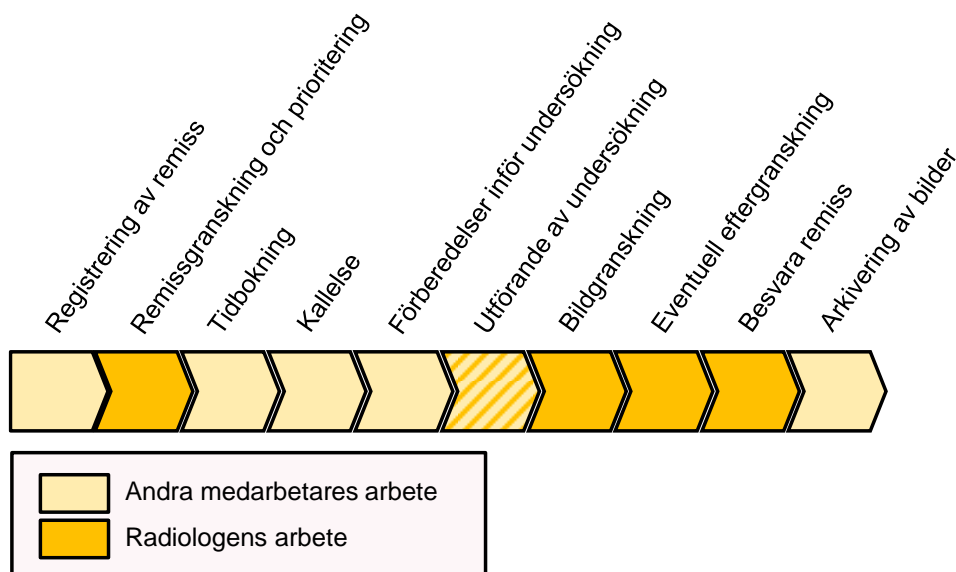 Registrering av remiss
Remissgranskning och prioritering
Tidbokning
Kallelse
Förberedelser inför undersökning
Utförande av undersökning
Bildgranskning
Eventuell eftergranskning
Besvara remiss
Arkivering av bilder
Andra medarbetares arbete
Radiologens arbete